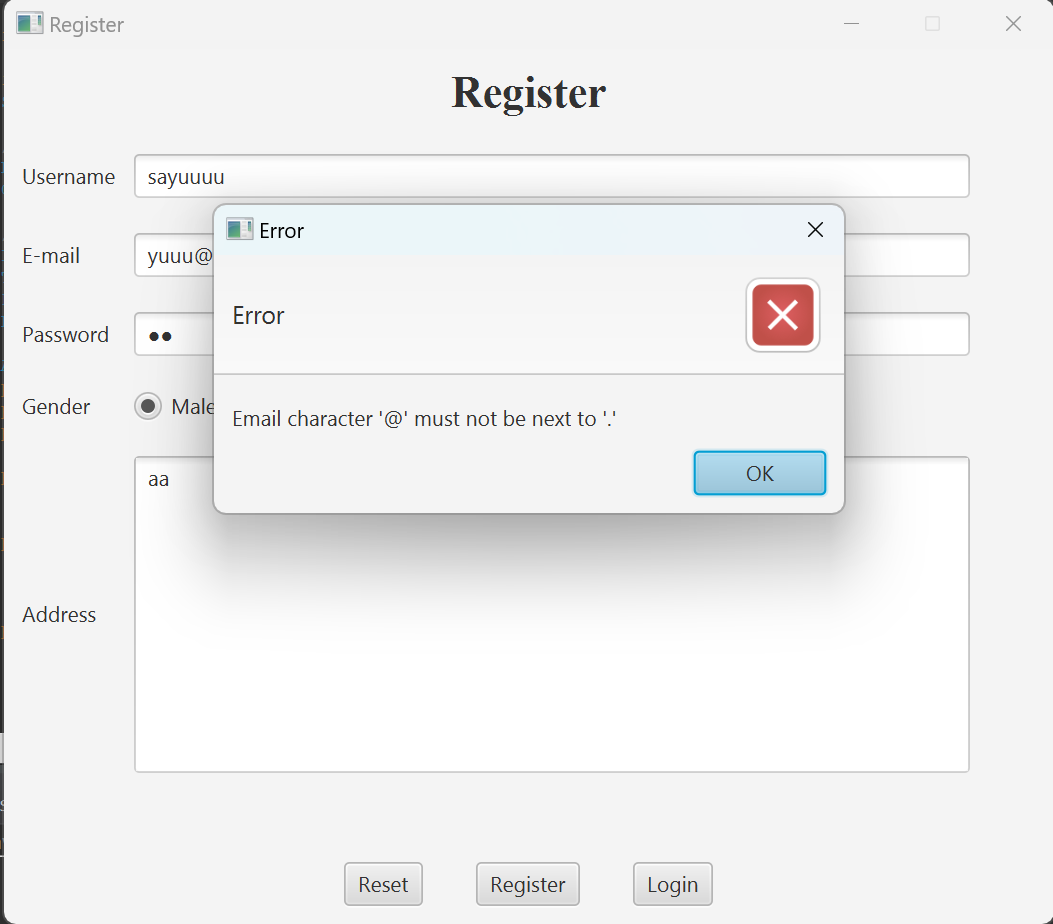 Register
Register
Username sayuuuu
Error
E-mail yuuu@
Error
Password ●●
Gender Male
Email character '@' must not be next to '.'
OK
aa
Address
Reset Register Login